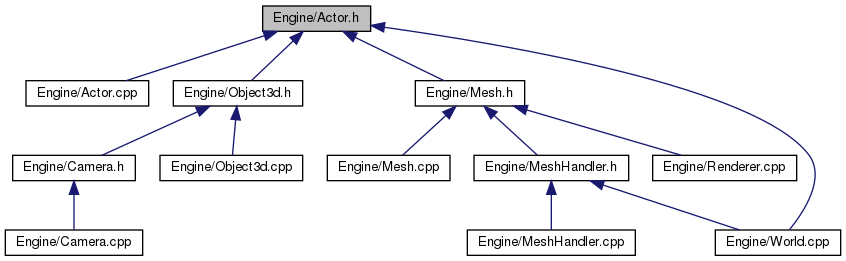 Engine/Actor.h
Engine/Actor.cpp
Engine/Object3d.h
Engine/Mesh.h
Engine/Camera.h
Engine/Object3d.cpp
Engine/Mesh.cpp
Engine/MeshHandler.h
Engine/Renderer.cpp
Engine/Camera.cpp
Engine/MeshHandler.cpp
Engine/World.cpp